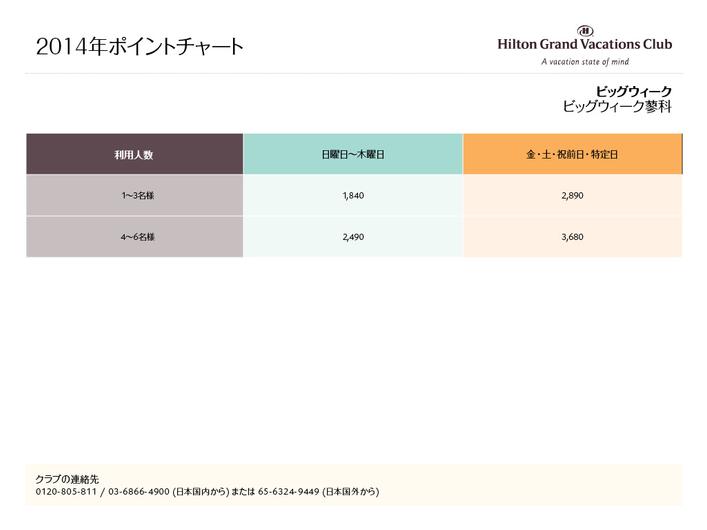 2014年ポイントチャート
Hilton Grand Vacations Club
A vacation state of mind
ビッグウィーク
ビッグウィーク蓼科
利用人数 日曜日～木曜日 金・土・祝前日・特定日
1～3名様 1,840 2,890
4～6名様 2,490 3,680
クラブの連絡先
0120-805-811 / 03-6866-4900 (日本国内から) または 65-6324-9449 (日本国外から)